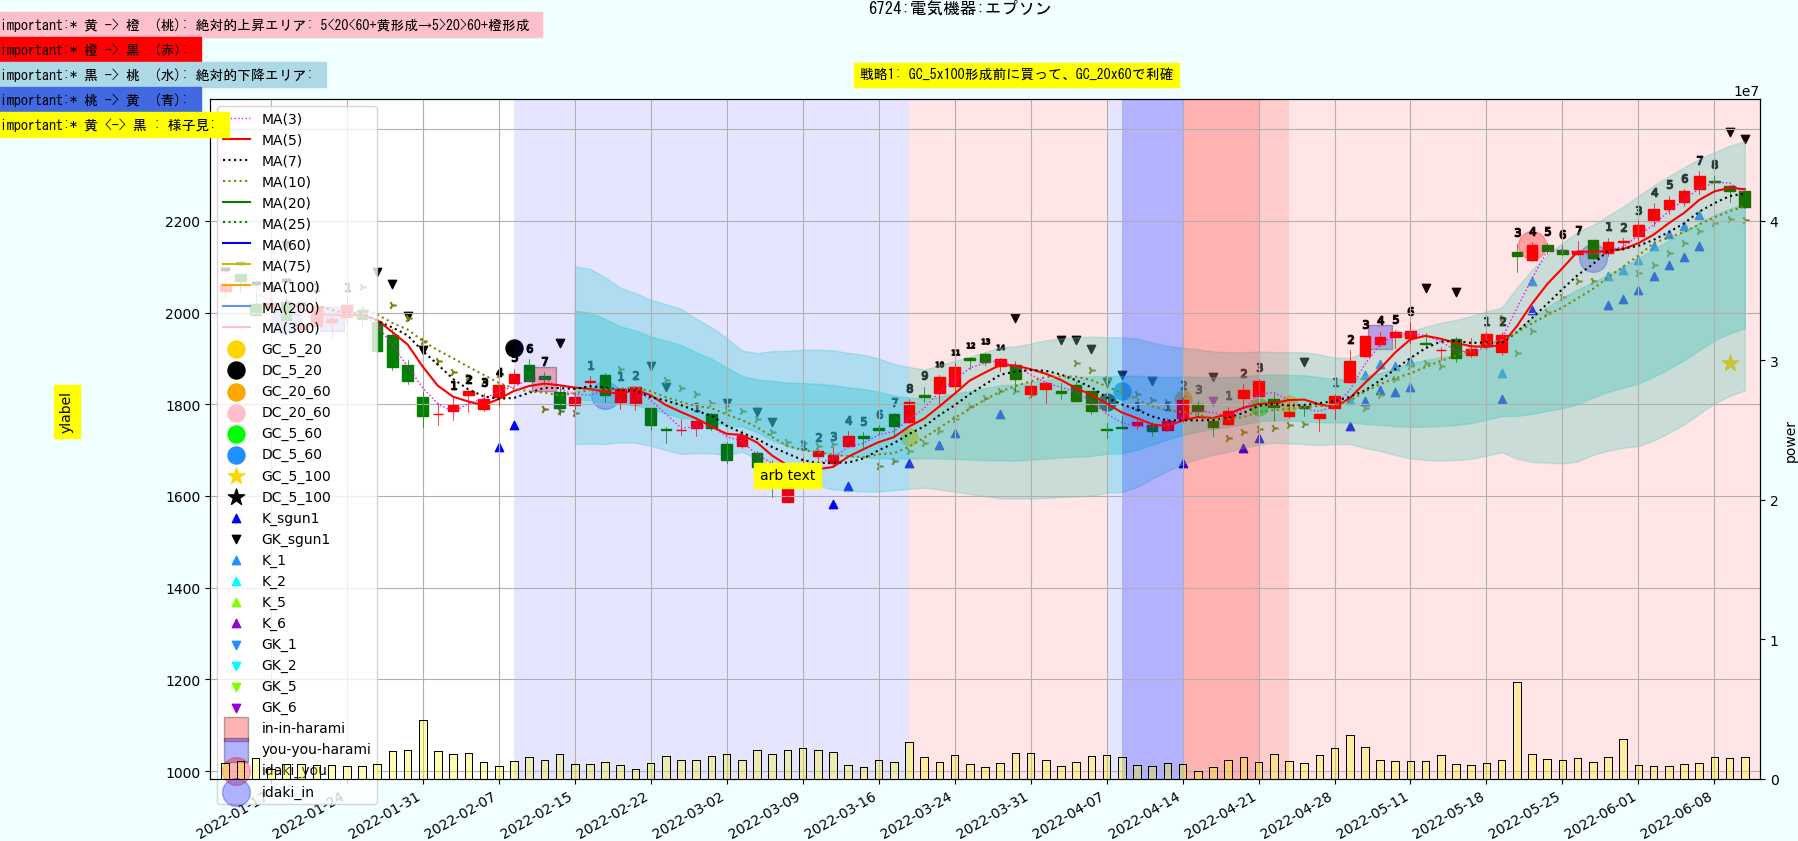 6724:電気機器:エプソン
important:* 黄 -> 橙 (桃): 絶対的上昇エリア: 5<20<60+黄形成→5>20>60+橙形成
important:* 橙 -> 黒 (赤):
important:* 黒 -> 桃 (水): 絶対的下降エリア:
戦略1: GC_5x100形成前に買って、GC_20x60で利確
important:* 桃 -> 黄 (青):
important:* 黄 <-> 黒 : 様子見:
1e7
MA(3)
MA(5)
MA(7)
MA(10)
MA(20)
MA(25)
MA(60)
MA(75)
MA(100)
MA(200)
MA(300)
GC_5_20
DC_5_20
GC_20_60
DC_20_60
GC_5_60
DC_5_60
GC_5_100
DC_5_100
K_sgun1
GK_sgun1
K_1
K_2
K_5
K_6
GK_1
GK_2
GK_5
GK_6
in-in-harami
you-you-harami
idaki_you
idaki_in
ylabel
2200
2000
1800
1600
1400
1200
1000
arb text
4
3
2
1
0
power
2022-01-17
2022-01-24
2022-01-31
2022-02-07
2022-02-15
2022-02-22
2022-03-02
2022-03-09
2022-03-16
2022-03-24
2022-03-31
2022-04-07
2022-04-14
2022-04-21
2022-04-28
2022-05-11
2022-05-18
2022-05-25
2022-06-01
2022-06-08